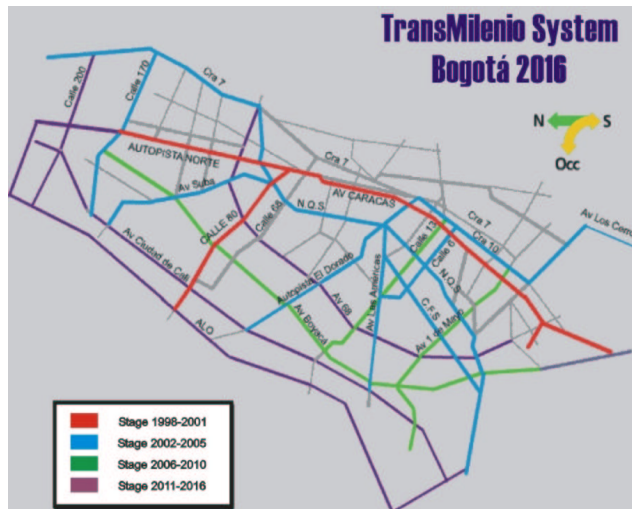 TransMilenio System
Bogotá 2016
N
S
Occ
Calle 200
Calle 170
Cra 7
AUTOPISTA NORTE
Av Suba
CALLE 80
Calle 68
N.Q.S.
Cra 7
AV CARACAS
Cra 7
Cra 10
Av Los Cerro
Calle 13
Calle 6
N.Q.S
C.F.S
Av Ciudad de Cali
Autopista El Dorado
Av 68
Av Las Américas
Av 1 de Mayo
Av Boyacá
ALO
Stage 1998-2001
Stage 2002-2005
Stage 2006-2010
Stage 2011-2016